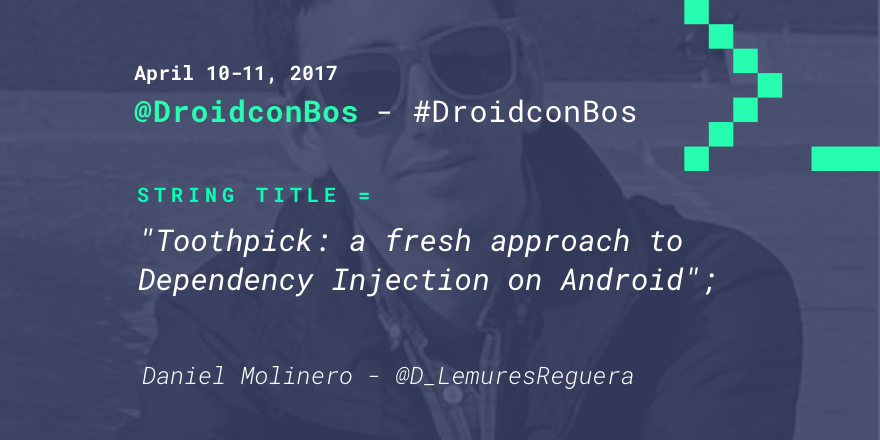 April 10-11, 2017
@DroidconBos - #DroidconBos
STRING TITLE =
"Toothpick: a fresh approach to
Dependency Injection on Android";
Daniel Molinero - @D_LemuresReguera